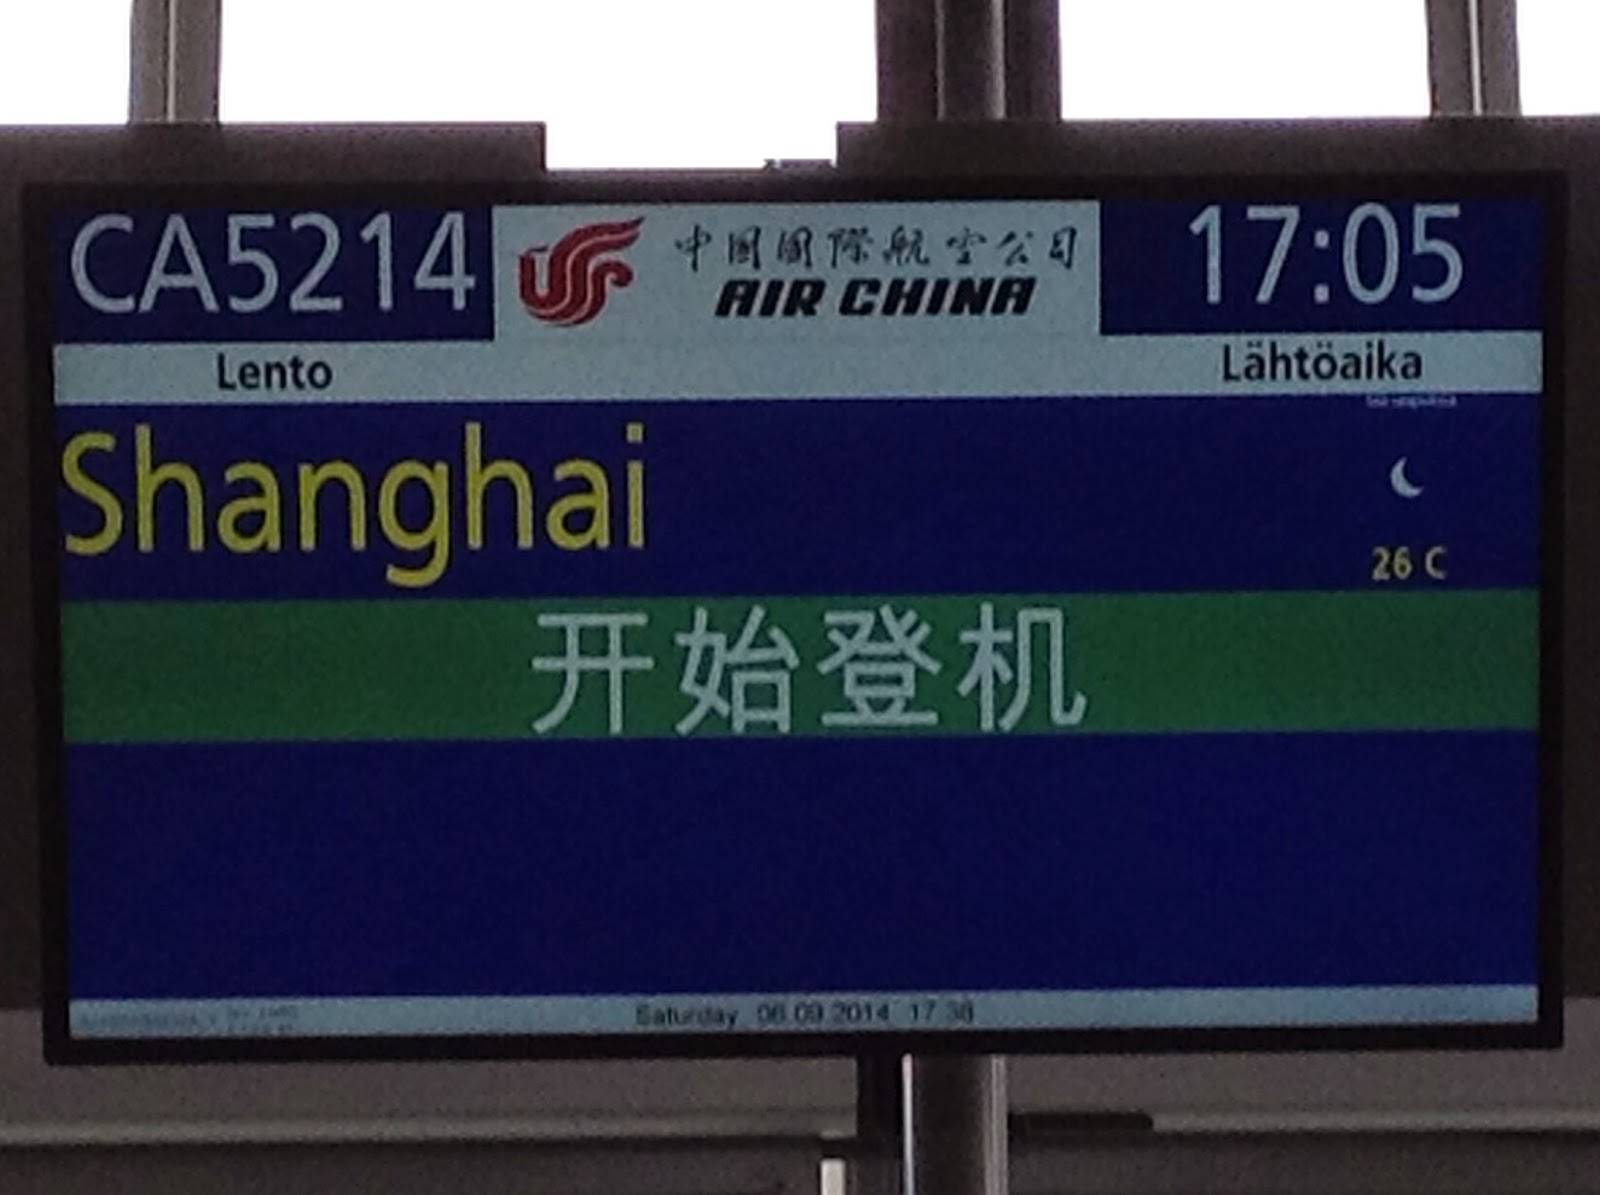 CA5214
中国国際航空公司
AIR CHINA
17:05
Lento
Lähtöaika
Shanghai
26 C
开始登机
Saturday 06.09.2014 17:38